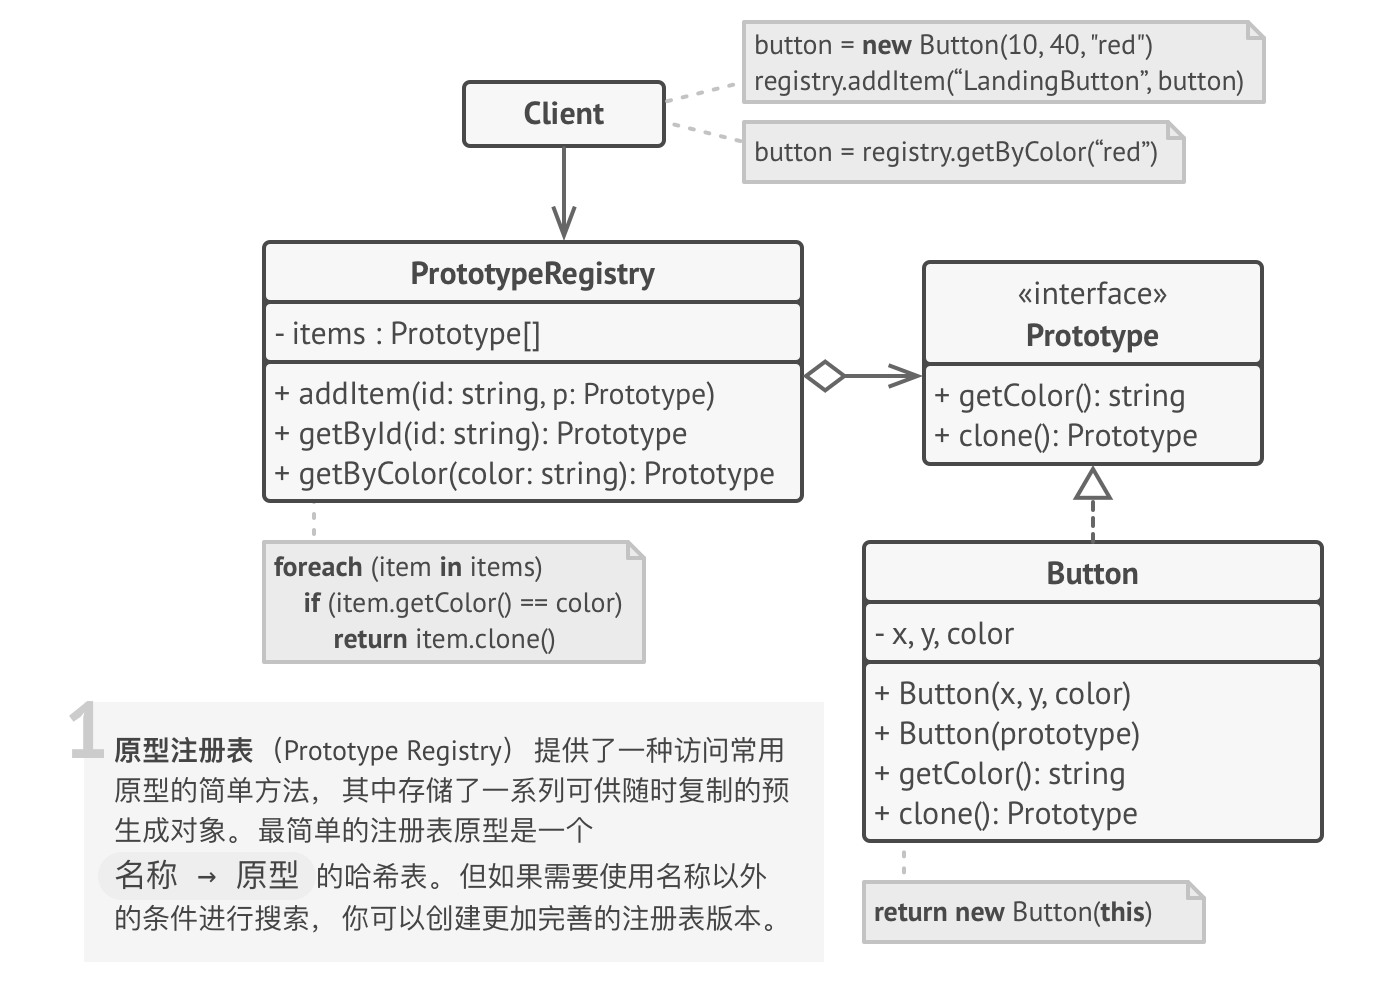 button = new Button(10, 40, "red")
registry.addItem(“LandingButton”, button)
Client
button = registry.getByColor(“red”)
PrototypeRegistry
- items : Prototype[]
+ addItem(id: string, p: Prototype)
+ getById(id: string): Prototype
+ getByColor(color: string): Prototype
«interface»
Prototype
+ getColor(): string
+ clone(): Prototype
foreach (item in items)
if (item.getColor() == color)
return item.clone()
Button
- x, y, color
+ Button(x, y, color)
+ Button(prototype)
+ getColor(): string
+ clone(): Prototype
return new Button(this)
1
原型注册表 （Prototype Registry） 提供了一种访问常用
原型的简单方法， 其中存储了一系列可供随时复制的预
生成对象。 最简单的注册表原型是一个
名称 → 原型 的哈希表。 但如果需要使用名称以外
的条件进行搜索， 你可以创建更加完善的注册表版本。